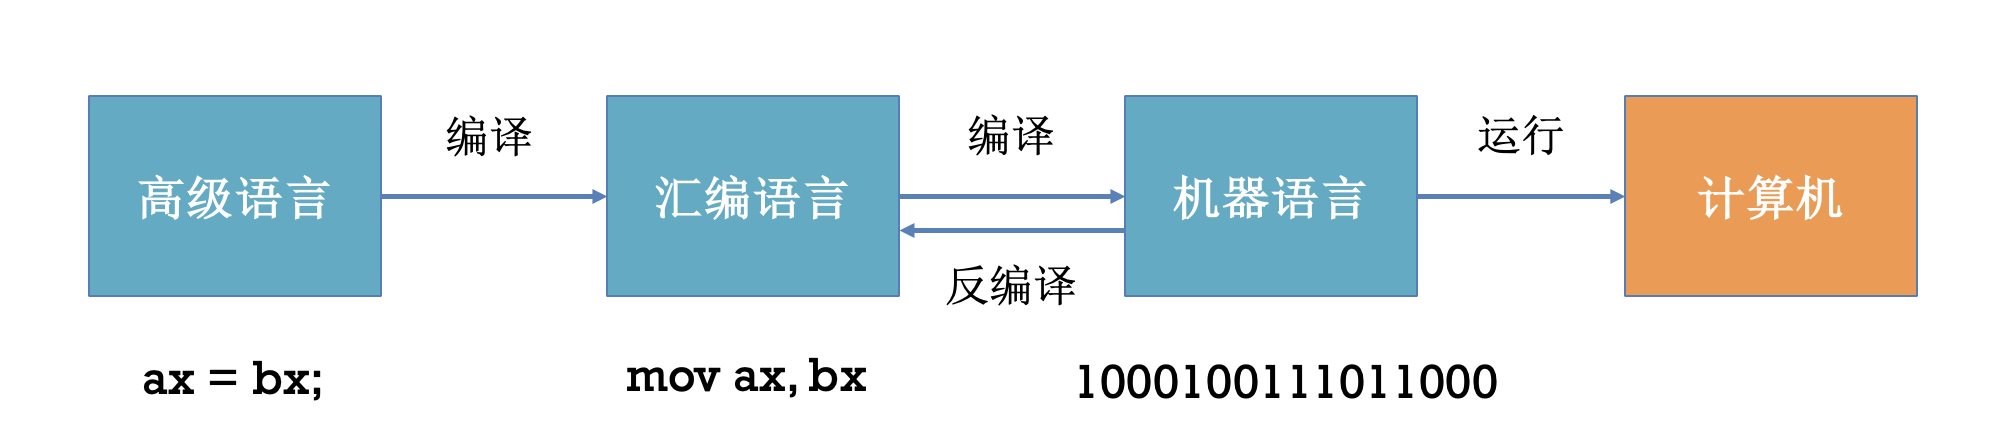 编译
编译
运行
高级语言
汇编语言
机器语言
计算机
反编译
ax = bx;
mov ax, bx
1000100111011000